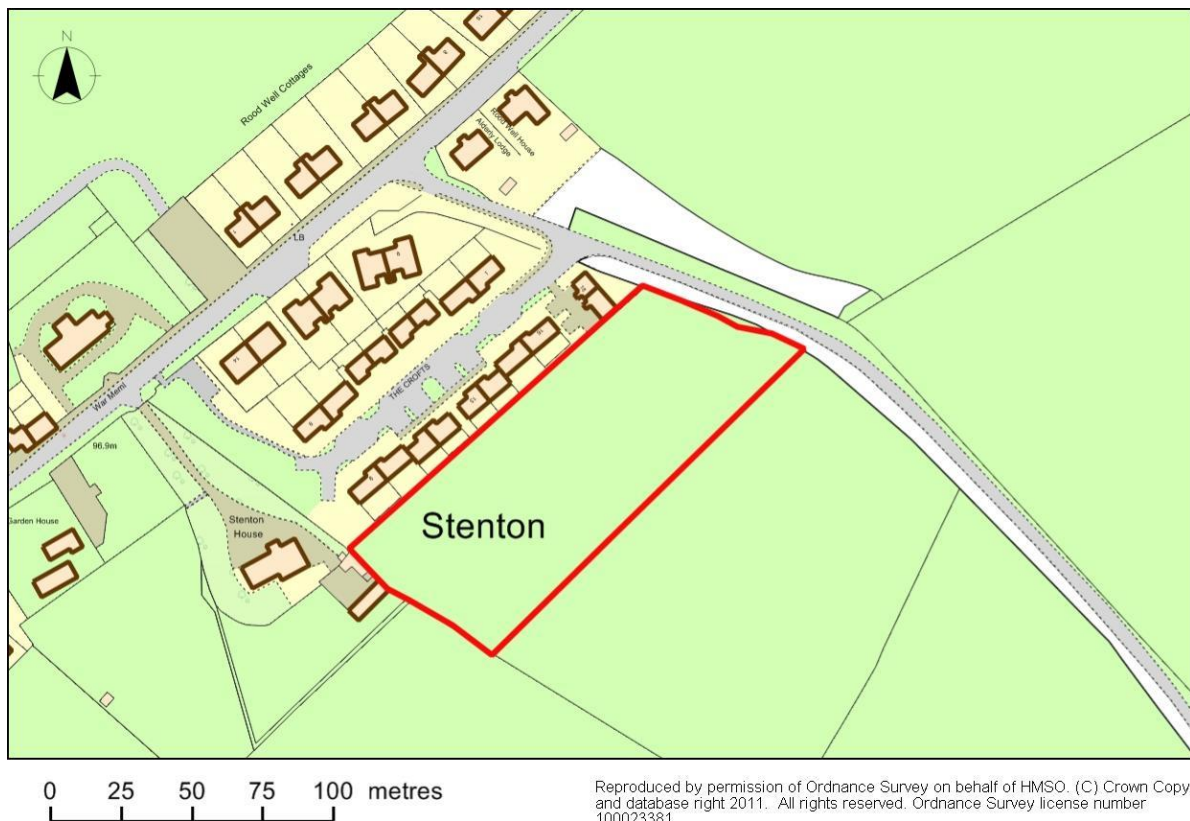 N
Rood Well Cottages
Rood Well House
Alderly Lodge
LB
THE CROFTS
War Meml
96.9m
Garden House
Stenton
House
Stenton
0 25 50 75 100 metres
Reproduced by permission of Ordnance Survey on behalf of HMSO. (C) Crown Copy
and database right 2011. All rights reserved. Ordnance Survey license number
100023381